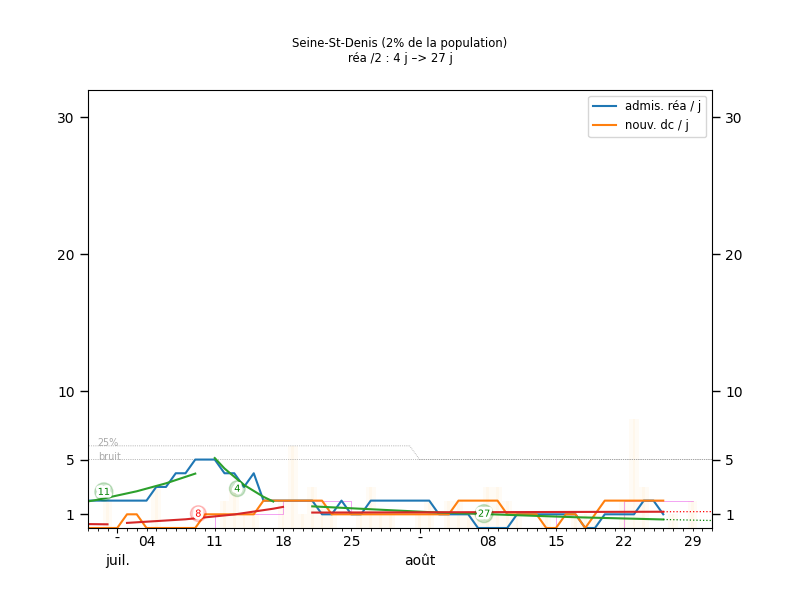 Seine-St-Denis (2% de la population)
réa /2 : 4 j –> 27 j
admis. réa / j
nouv. dc / j
30
30
20
20
10
10
25%
bruit
5
5
11
4
8
27
1
1
- 04 11 18 25 - 08 15 22 29
juil. août